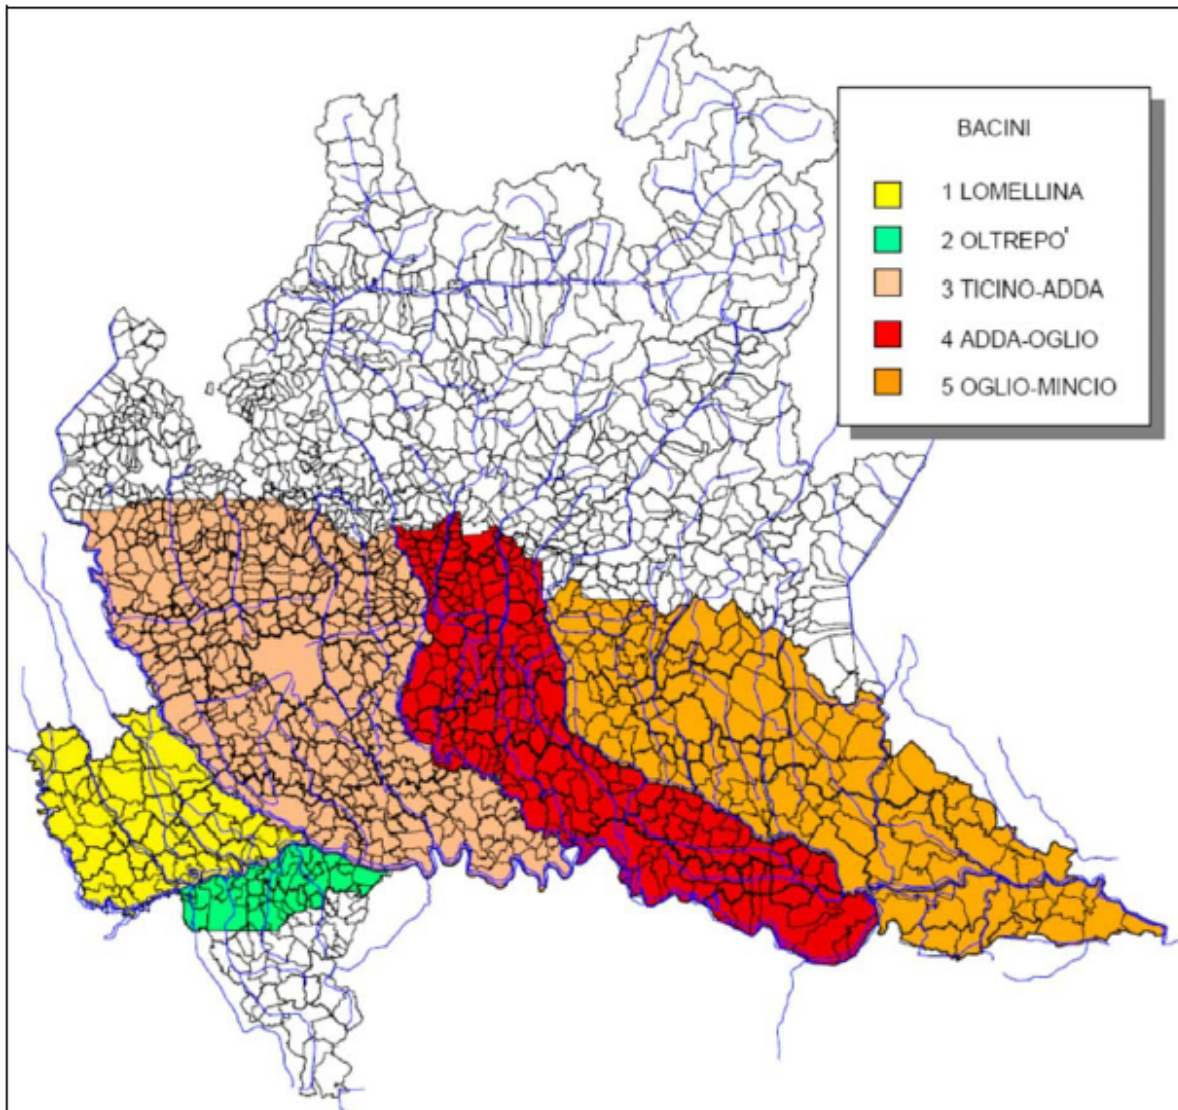 BACINI
1 LOMELLINA
2 OLTREPO'
3 TICINO-ADDA
4 ADDA-OGLIO
5 OGLIO-MINCIO